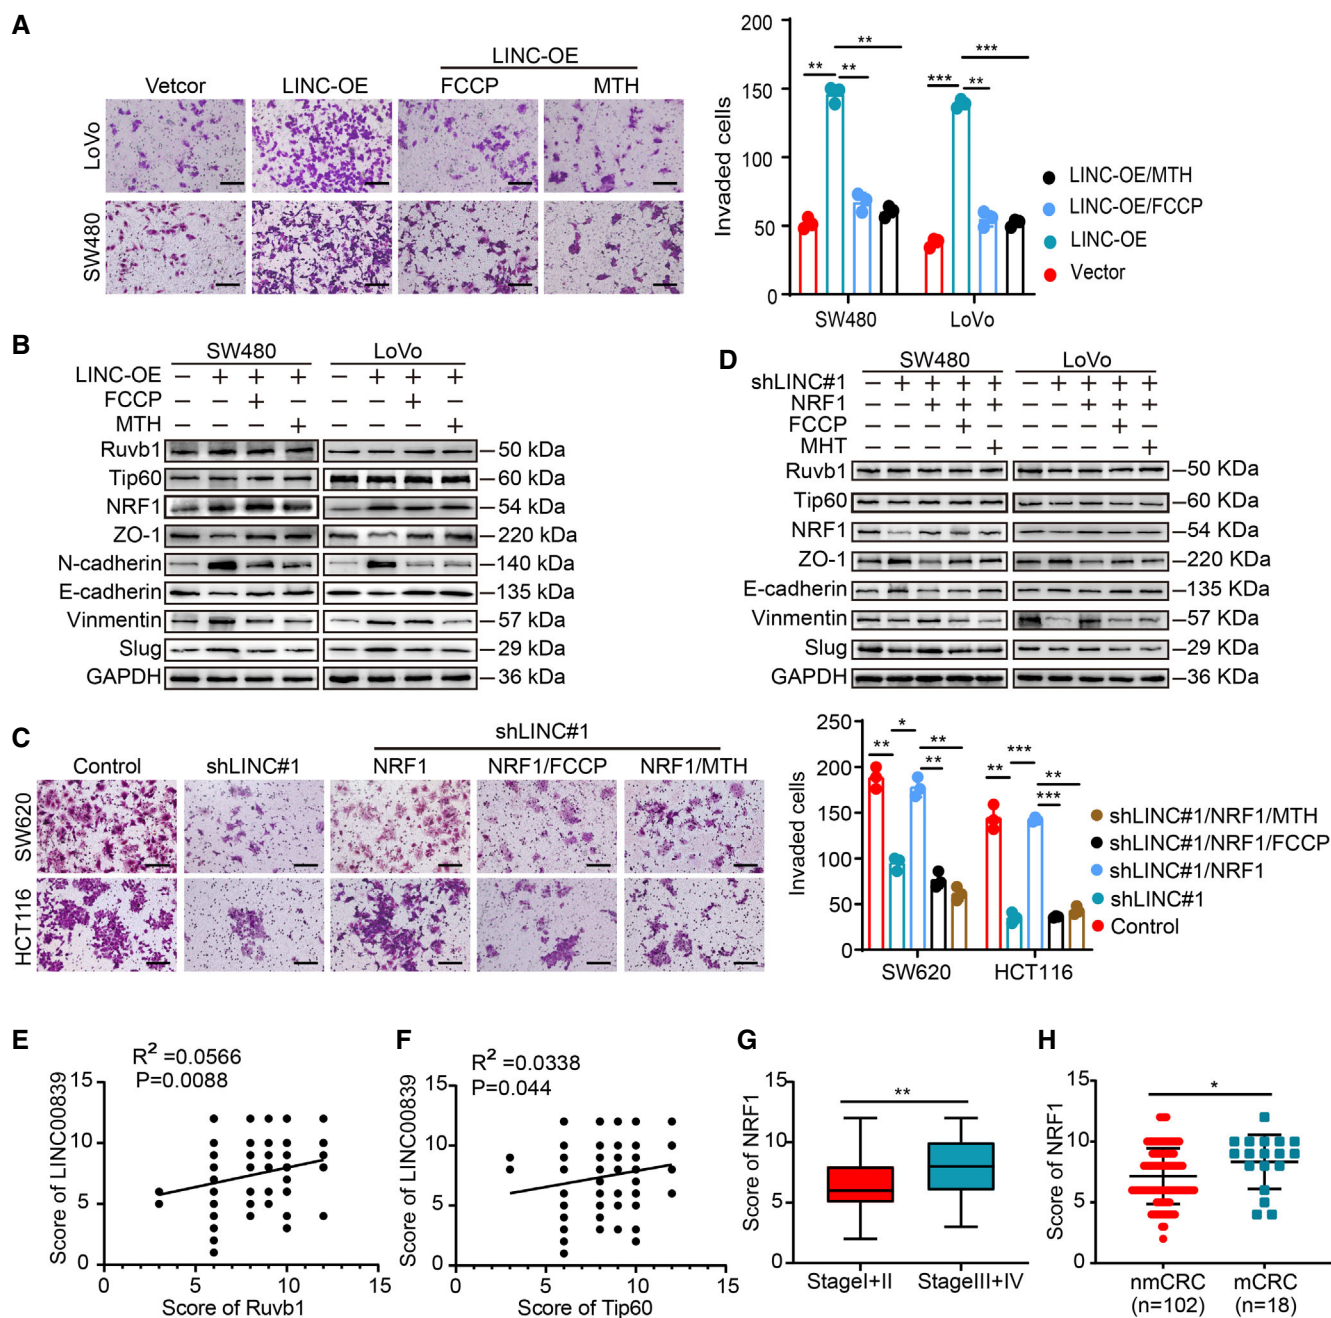 A
LINC-OE
Vetcor LINC-OE FCCP MTH
LoVo
SW480
Invaded cells
200
150
100
50
0
** ** ** *** ** ***
SW480 LoVo
LINC-OE/MTH
LINC-OE/FCCP
LINC-OE
Vector
B
SW480 LoVo
LINC-OE − + + + − + + +
FCCP − − + − − − + −
MTH − − − + − − − +
Ruvb1 50 kDa
Tip60 60 kDa
NRF1 54 kDa
ZO-1 220 kDa
N-cadherin 140 kDa
E-cadherin 135 kDa
Vinmentin 57 kDa
Slug 29 kDa
GAPDH 36 kDa
D
SW480 LoVo
shLINC#1 − + + + + − + + + +
NRF1 − − + + + − − + + +
FCCP − − − + − − − − + −
MHT − − − − + − − − − +
Ruvb1 50 KDa
Tip60 60 KDa
NRF1 54 KDa
ZO-1 220 KDa
E-cadherin 135 KDa
Vinmentin 57 KDa
Slug 29 KDa
GAPDH 36 KDa
C
shLINC#1
Control shLINC#1 NRF1 NRF1/FCCP NRF1/MTH
SW620
HCT116
Invaded cells
250
200
150
100
50
0
** * ** ** ** *** ** ***
SW620 HCT116
shLINC#1/NRF1/MTH
shLINC#1/NRF1/FCCP
shLINC#1/NRF1
shLINC#1
Control
E
R² =0.0566
P=0.0088
Score of LINC00839
15
10
5
0
0 5 10 15
Score of Ruvb1
F
R² =0.0338
P=0.044
Score of LINC00839
15
10
5
0
0 5 10 15
Score of Tip60
G
Score of NRF1
15
10
5
0
**
StageI+II StageIII+IV
H
Score of NRF1
15
10
5
0
*
nmCRC mCRC
(n=102) (n=18)